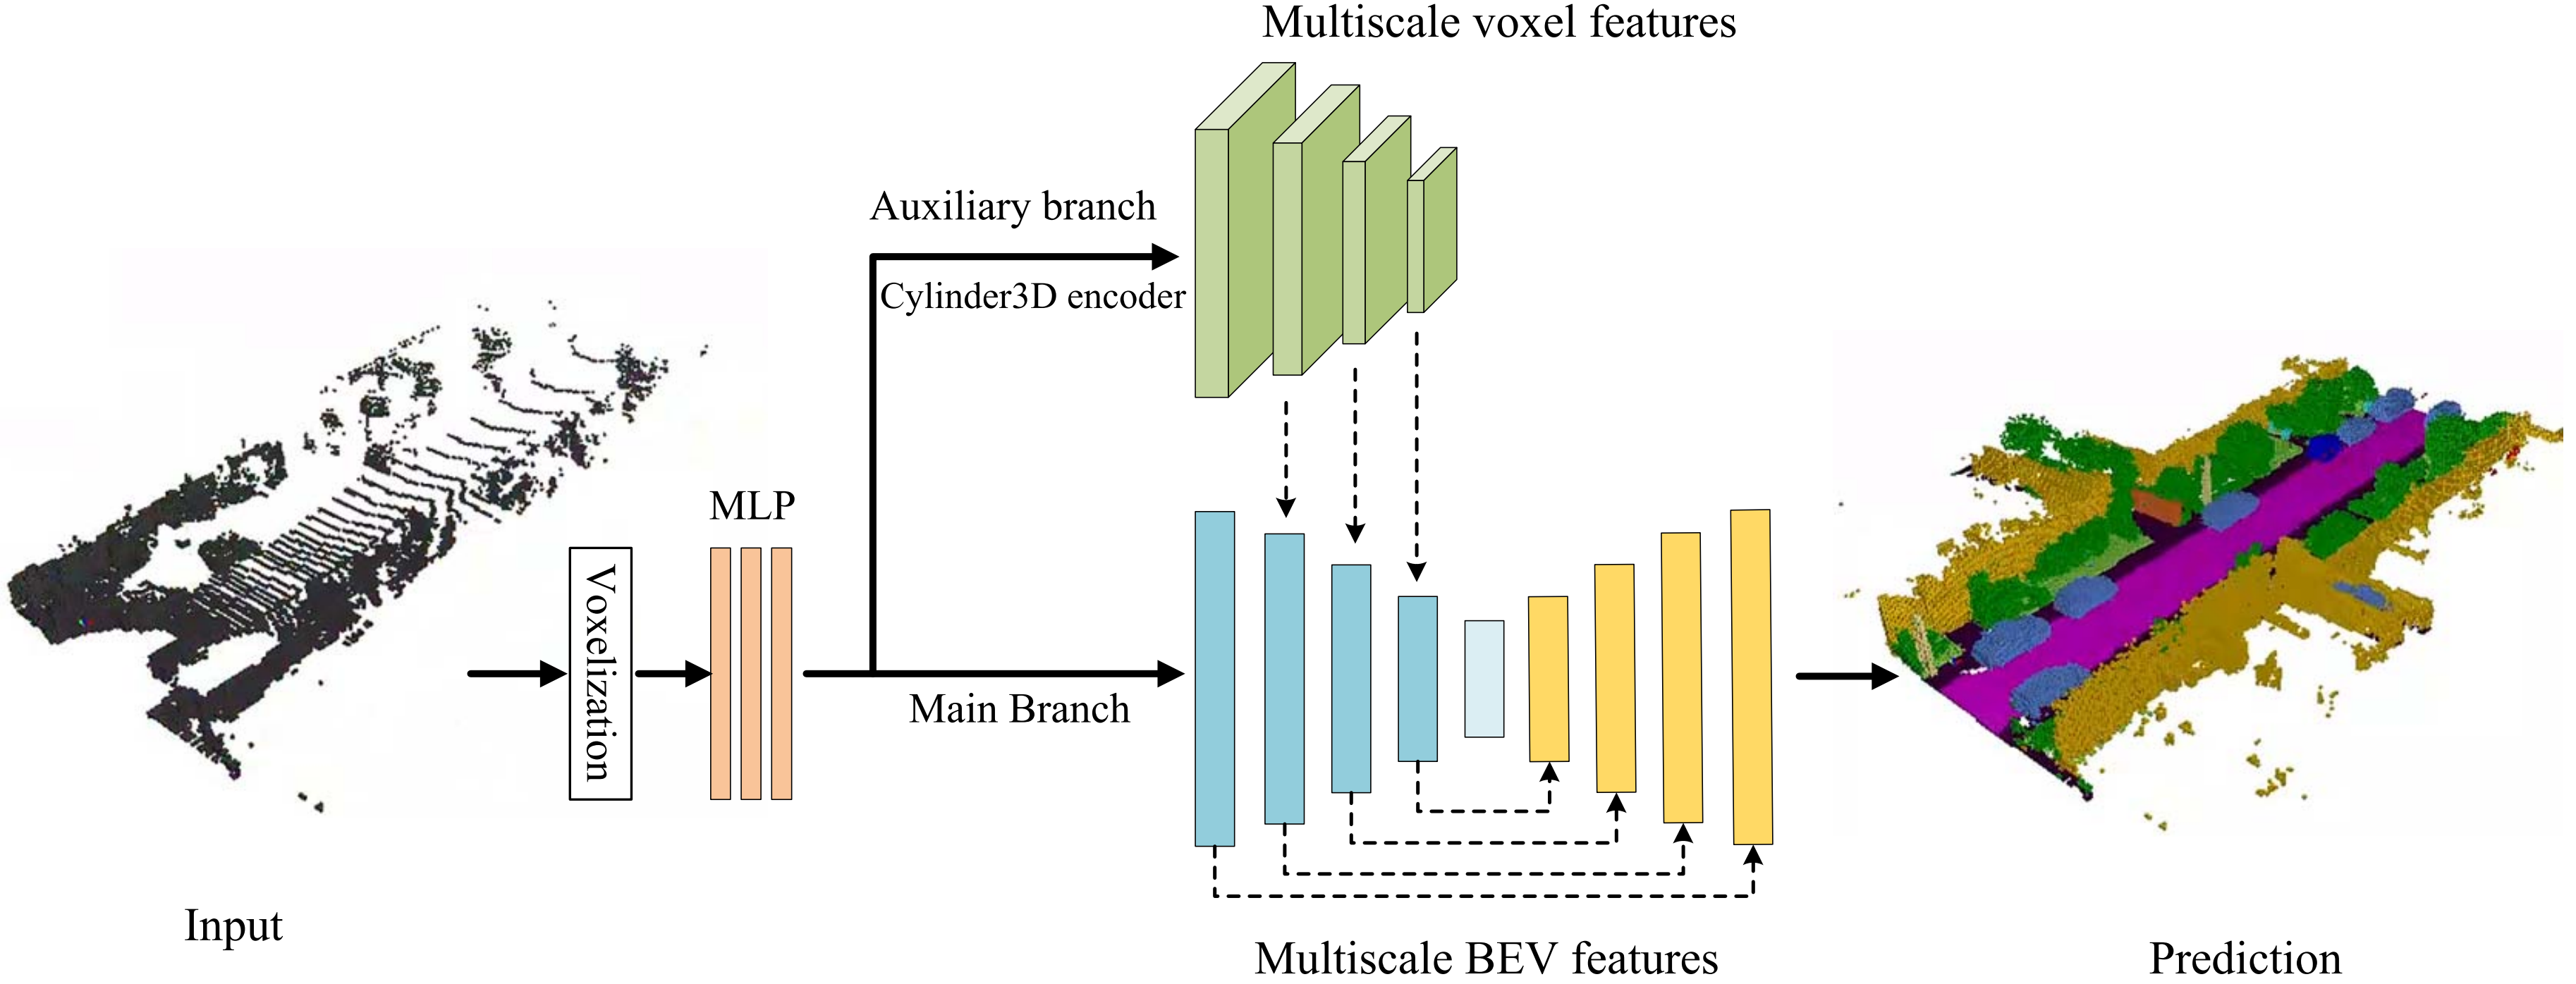 Multiscale voxel features
Auxiliary branch
Cylinder3D encoder
MLP
Voxelization
Main Branch
Input
Multiscale BEV features
Prediction